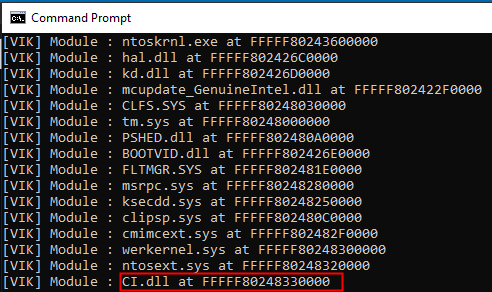 Command Prompt
[VIK] Module : ntoskrnl.exe at FFFFF80243600000
[VIK] Module : hal.dll at FFFFF802426C0000
[VIK] Module : kd.dll at FFFFF802426D0000
[VIK] Module : mcupdate_GenuineIntel.dll at FFFFF802422F0000
[VIK] Module : CLFS.SYS at FFFFF80248030000
[VIK] Module : tm.sys at FFFFF80248000000
[VIK] Module : PSHED.dll at FFFFF802480A0000
[VIK] Module : BOOTVID.dll at FFFFF802426E0000
[VIK] Module : FLTMGR.SYS at FFFFF802481E0000
[VIK] Module : msrpc.sys at FFFFF80248280000
[VIK] Module : ksecdd.sys at FFFFF80248250000
[VIK] Module : clipsp.sys at FFFFF802480C0000
[VIK] Module : cmimcext.sys at FFFFF802482F0000
[VIK] Module : werkernel.sys at FFFFF80248300000
[VIK] Module : ntosext.sys at FFFFF80248320000
[VIK] Module : CI.dll at FFFFF80248330000